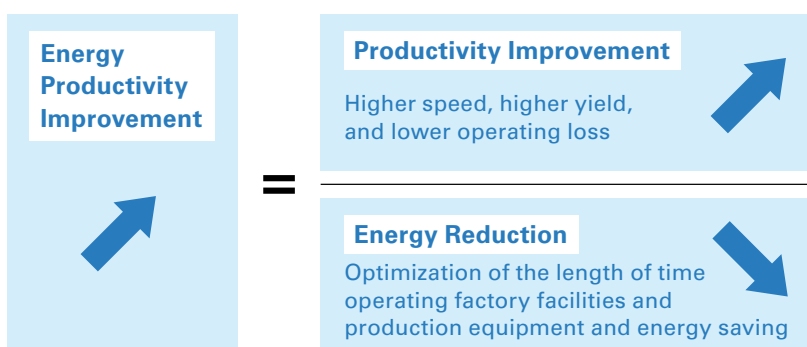 Energy
Productivity
Improvement
=
Productivity Improvement
Higher speed, higher yield,
and lower operating loss
Energy Reduction
Optimization of the length of time
operating factory facilities and
production equipment and energy saving